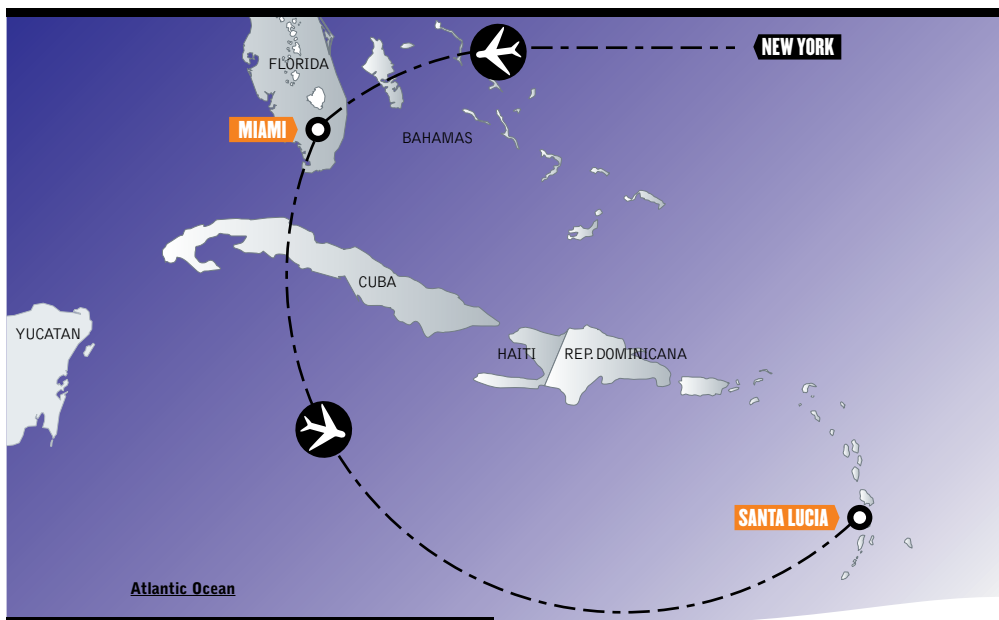 NEW YORK
FLORIDA
MIAMI
BAHAMAS
CUBA
YUCATAN
HAITI
REP. DOMINICANA
SANTA LUCIA
Atlantic Ocean